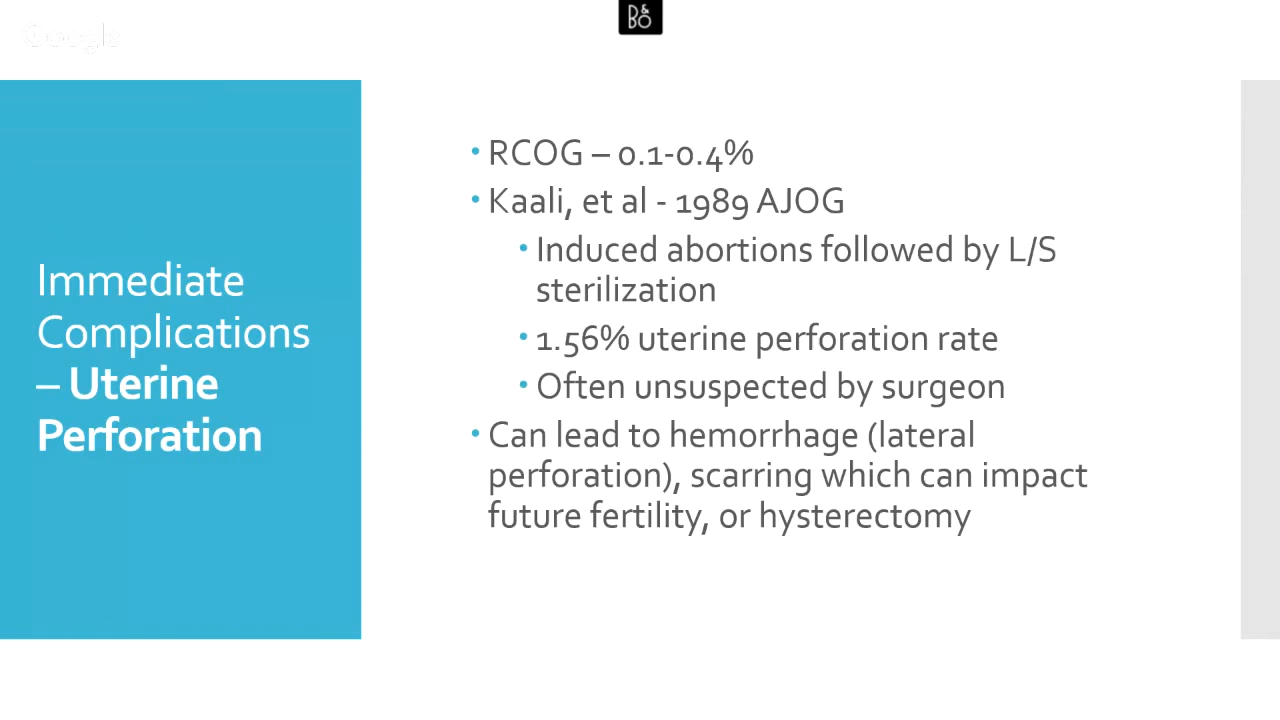 Google
B&O
Immediate
Complications
– Uterine
Perforation
• RCOG – 0.1-0.4%
• Kaali, et al - 1989 AJOG
• Induced abortions followed by L/S
sterilization
• 1.56% uterine perforation rate
• Often unsuspected by surgeon
• Can lead to hemorrhage (lateral
perforation), scarring which can impact
future fertility, or hysterectomy